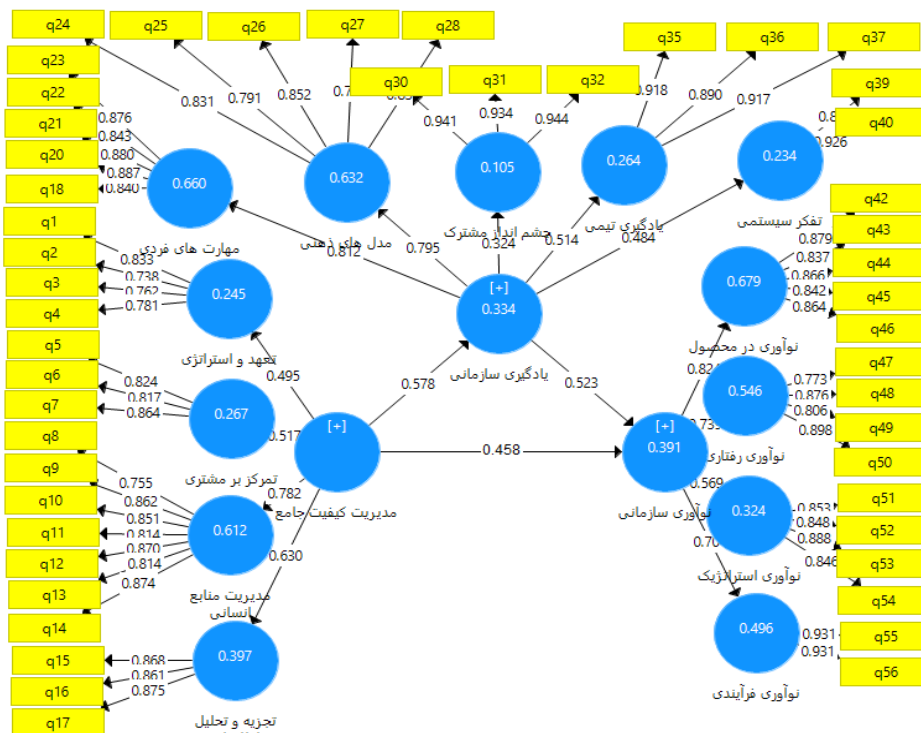 q24
q25
q26
q27
q28
q35
q36
q37
q23
q30
q31
q32
q39
q22
q40
q21
q20
q18
0.831
0.791
0.852
0.941
0.934
0.944
0.918
0.890
0.917
0.926
0.876
0.843
0.880
0.887
0.840
0.660
0.632
0.105
0.264
0.234
مهارت های فردی
مدل های ذهنی
چشم انداز مشترک
یادگیری تیمی
تفکر سیستمی
0.812
0.795
0.324
0.514
0.484
q1
q2
q3
q4
0.833
0.738
0.762
0.781
0.245
تعهد و استراتژی
[+]
0.334
یادگیری سازمانی
q42
q43
q44
q45
q46
0.879
0.837
0.866
0.842
0.864
0.679
نوآوری در محصول
q5
q6
q7
0.824
0.817
0.864
0.267
تمرکز بر مشتری
0.495
0.517
0.578
0.523
0.458
[+]
مدیریت کیفیت جامع
[+]
0.391
نوآوری سازمانی
0.546
نوآوری رفتاری
0.773
0.876
0.806
0.898
q47
q48
q49
q50
q8
q9
q10
q11
q12
q13
q14
0.755
0.862
0.851
0.814
0.870
0.814
0.874
0.612
مدیریت منابع
انسانی
0.782
0.630
0.569
0.324
نوآوری استراتژیک
0.853
0.848
0.888
0.846
q51
q52
q53
q54
q15
q16
q17
0.868
0.861
0.875
0.397
تجزیه و تحلیل
0.496
نوآوری فرآیندی
0.931
0.931
q55
q56